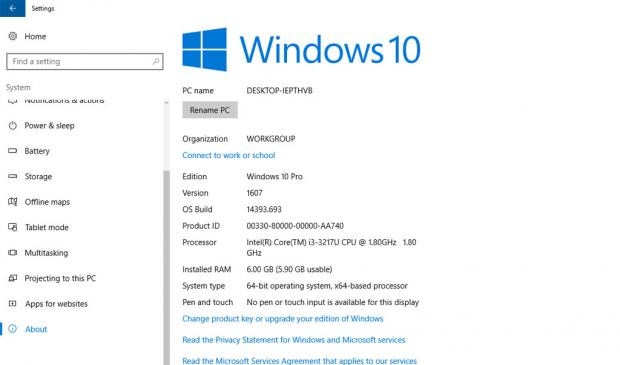 Settings
Home
Find a setting
System
Notifications & actions
Power & sleep
Battery
Storage
Offline maps
Tablet mode
Multitasking
Projecting to this PC
Apps for websites
About
Windows 10
PC name DESKTOP-IEPTHVB
Rename PC
Organization WORKGROUP
Connect to work or school
Edition Windows 10 Pro
Version 1607
OS Build 14393.693
Product ID 00330-80000-00000-AA740
Processor Intel(R) Core(TM) i3-3217U CPU @ 1.80GHz 1.80
GHz
Installed RAM 6.00 GB (5.90 GB usable)
System type 64-bit operating system, x64-based processor
Pen and touch No pen or touch input is available for this display
Change product key or upgrade your edition of Windows
Read the Privacy Statement for Windows and Microsoft services
Read the Microsoft Services Agreement that applies to our services